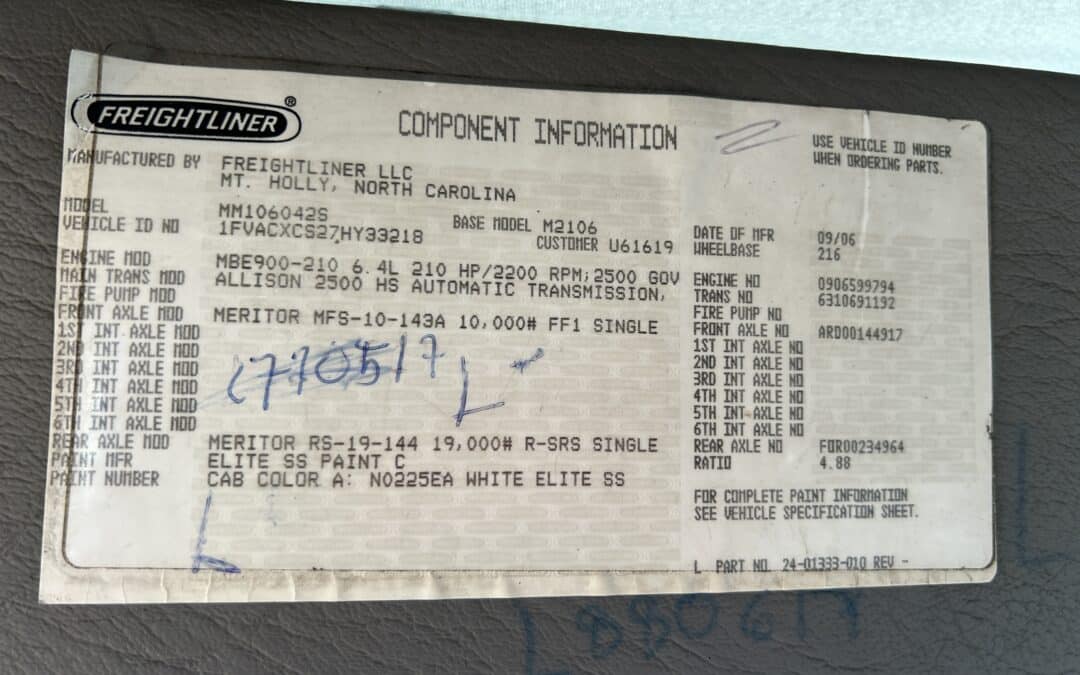 FREIGHTLINER®
COMPONENT INFORMATION
USE VEHICLE ID NUMBER
WHEN ORDERING PARTS.
MANUFACTURED BY FREIGHTLINER LLC
MT. HOLLY, NORTH CAROLINA
MODEL MM106042S BASE MODEL M2106
VEHICLE ID NO 1FVACXCS27HY33218 CUSTOMER U61619
DATE OF MFR 09/06
WHEELBASE 216
ENGINE MOD MBE900-210 6.4L 210 HP/2200 RPM; 2500 GOV
MAIN TRANS MOD ALLISON 2500 HS AUTOMATIC TRANSMISSION,
FIRE PUMP MOD
FRONT AXLE MOD MERITOR MFS-10-143A 10,000# FF1 SINGLE
1ST INT AXLE MOD
2ND INT AXLE MOD
3RD INT AXLE MOD
4TH INT AXLE MOD
5TH INT AXLE MOD
6TH INT AXLE MOD
REAR AXLE MOD MERITOR RS-19-144 19,000# R-SRS SINGLE
PAINT MFR ELITE SS PAINT C
PAINT NUMBER CAB COLOR A: N0225EA WHITE ELITE SS
ENGINE NO 0906599794
TRANS NO 6310691192
FIRE PUMP NO
FRONT AXLE NO ARD00144917
1ST INT AXLE NO
2ND INT AXLE NO
3RD INT AXLE NO
4TH INT AXLE NO
5TH INT AXLE NO
6TH INT AXLE NO
REAR AXLE NO FOR00234964
RATIO 4.88
FOR COMPLETE PAINT INFORMATION
SEE VEHICLE SPECIFICATION SHEET.
L PART NO. 24-01333-010 REV -
L
L